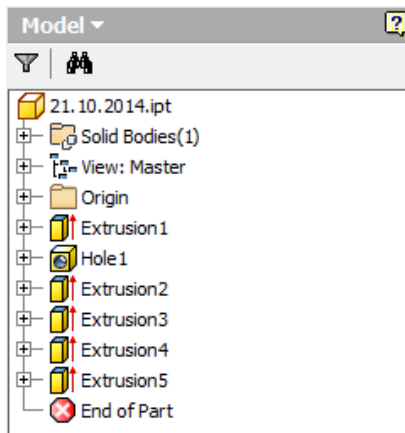 Model
?
21.10.2014.ipt
Solid Bodies(1)
View: Master
Origin
Extrusion1
Hole1
Extrusion2
Extrusion3
Extrusion4
Extrusion5
End of Part